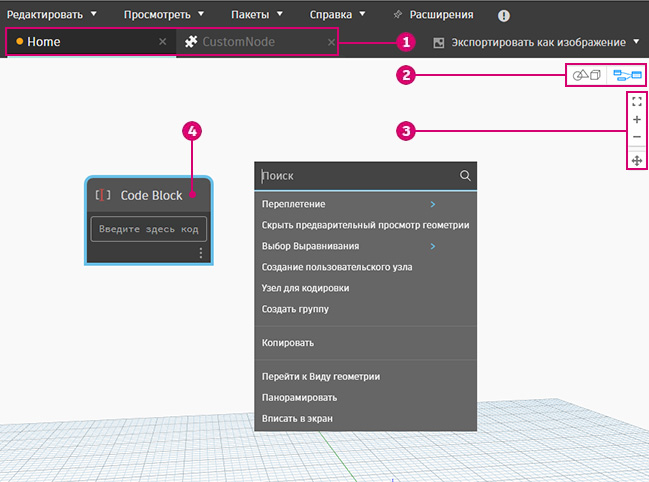 Редактировать Просмотреть Пакеты Справка Расширения
Home CustomNode 1 Экспортировать как изображение
2
3
4
Code Block
Введите здесь код
Поиск
Переплетение
Скрыть предварительный просмотр геометрии
Выбор Выравнивания
Создание пользовательского узла
Узел для кодировки
Создать группу
Копировать
Перейти к Виду геометрии
Панорамировать
Вписать в экран